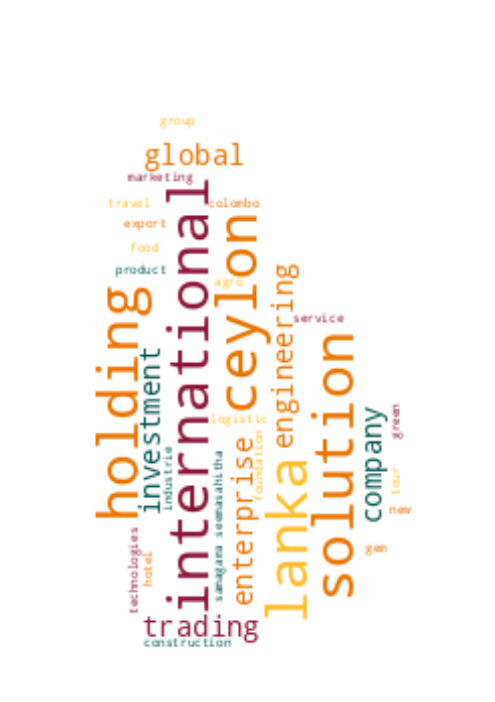 group
global
marketing
travel
colombo
export
food
product
agro
international
ceylon
holding
engineering
service
solution
investment
company
green
logistic
foundation
enterprise
industrie
samagara seemasahitha
lanka
tour
new
gem
technologies
hotel
trading
construction